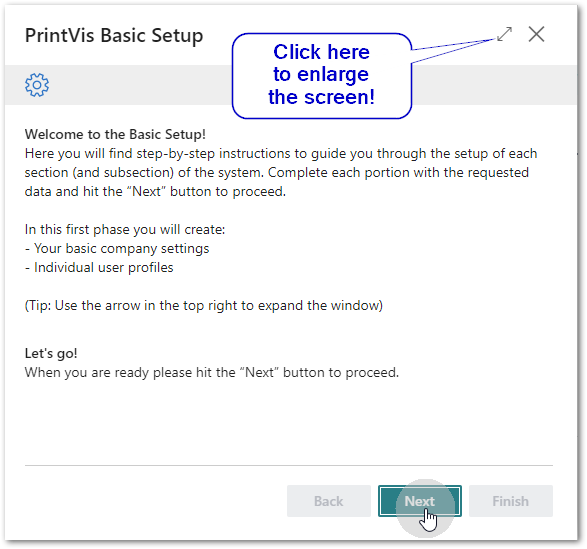 PrintVis Basic Setup
Click here
to enlarge
the screen!
Welcome to the Basic Setup!
Here you will find step-by-step instructions to guide you through the setup of each
section (and subsection) of the system. Complete each portion with the requested
data and hit the “Next” button to proceed.
In this first phase you will create:
- Your basic company settings
- Individual user profiles
(Tip: Use the arrow in the top right to expand the window)
Let's go!
When you are ready please hit the “Next” button to proceed.
Back
Next
Finish